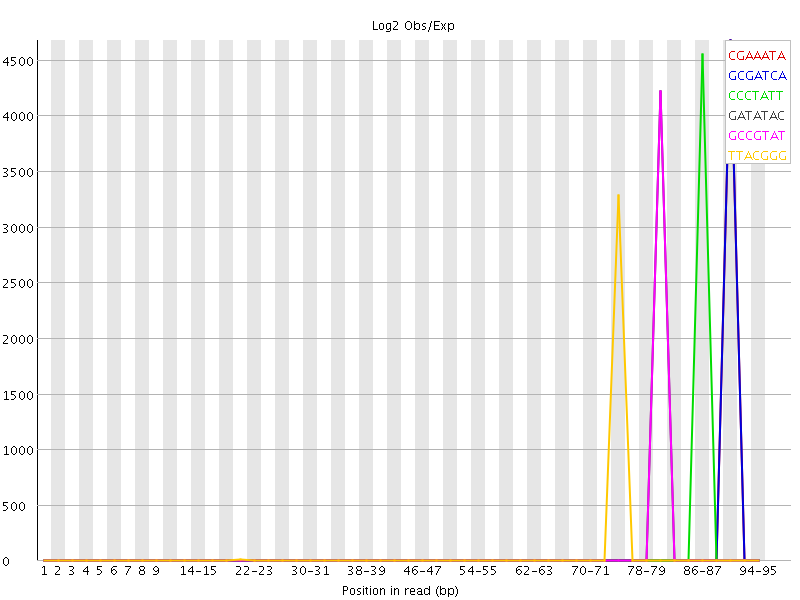 Log2 Obs/Exp
4500
4000
3500
3000
2500
2000
1500
1000
500
0
CGAAATA
GCGATCA
CCCTATT
GATATAC
GCCGTAT
TTACGGG
1 2 3 4 5 6 7 8 9 14-15 22-23 30-31 38-39 46-47 54-55 62-63 70-71 78-79 86-87 94-95
Position in read (bp)